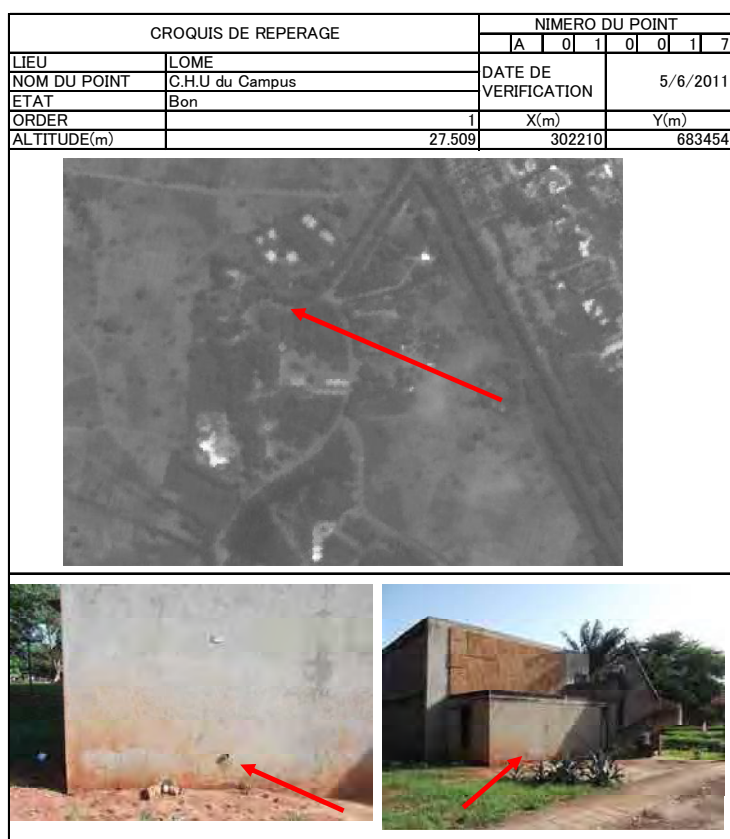 CROQUIS DE REPERAGE
NIMERO DU POINT
A 0 1 0 0 1 7
LIEU LOME
NOM DU POINT C.H.U du Campus
ETAT Bon
DATE DE VERIFICATION 5/6/2011
ORDER 1 X(m) Y(m)
ALTITUDE(m) 27.509 302210 683454